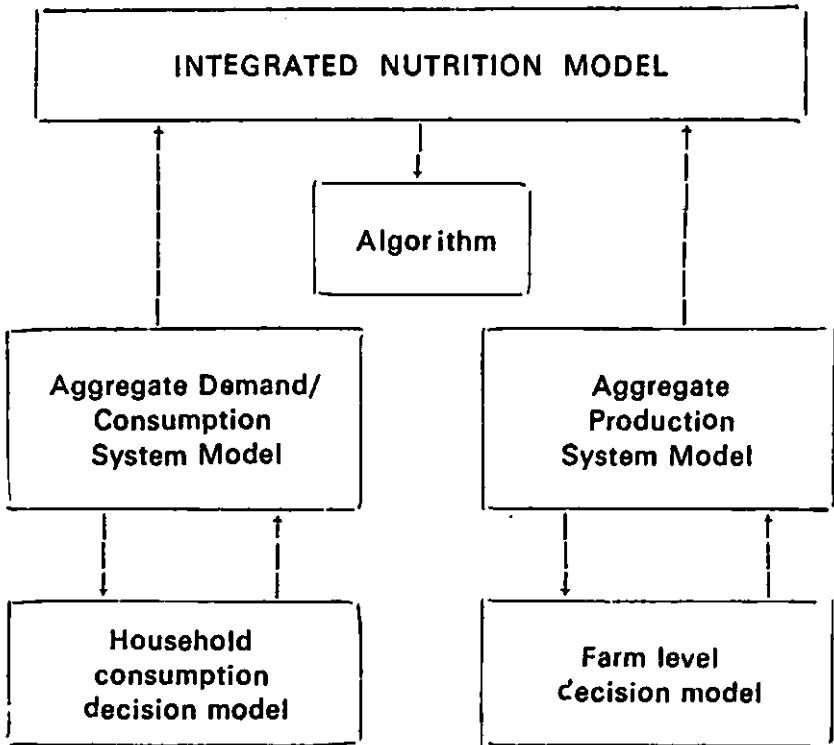 INTEGRATED NUTRITION MODEL
Algorithm
Aggregate Demand/
Consumption
System Model
Aggregate
Production
System Model
Household
consumption
decision model
Farm level
decision model